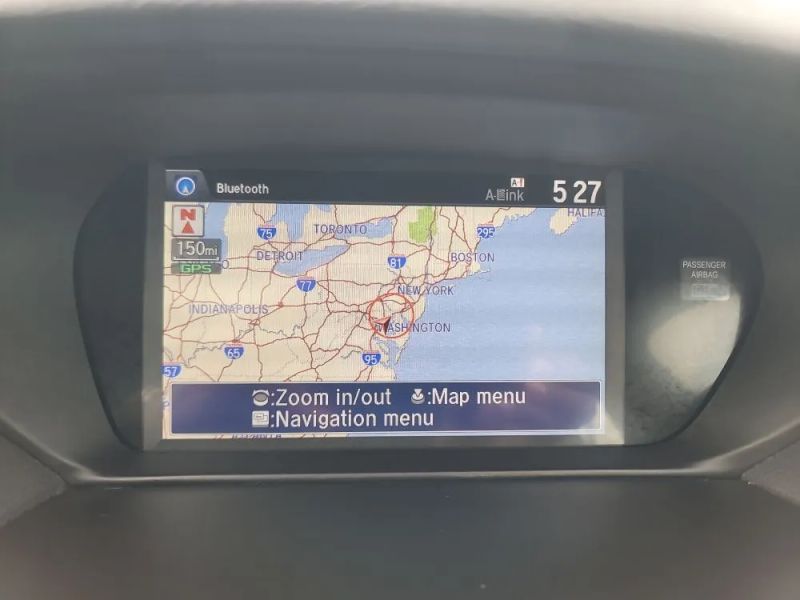 Bluetooth
A-Link
5 27
N
150mi
GPS
75
TORONTO
295
HALIFA
DETROIT
81
BOSTON
77
NEW YORK
INDIANAPOLIS
WASHINGTON
65
95
57
:Zoom in/out :Map menu
:Navigation menu
PASSENGER
AIRBAG